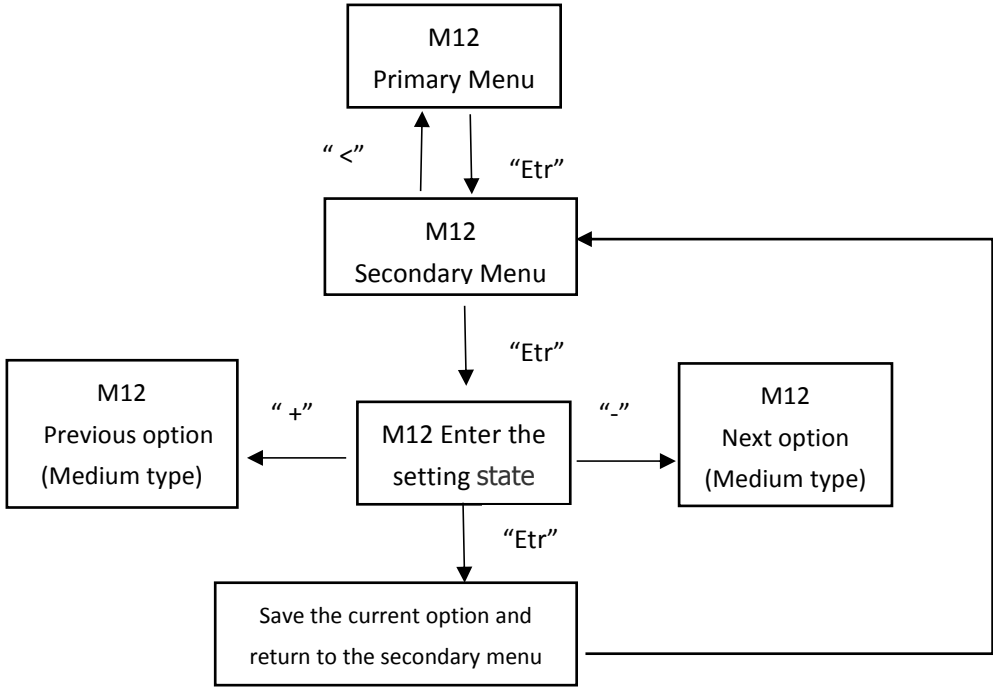 M12
Primary Menu
“ <”
“Etr”
M12
Secondary Menu
“Etr”
M12
Previous option
(Medium type)
“ +”
M12 Enter the
setting state
“-”
M12
Next option
(Medium type)
“Etr”
Save the current option and
return to the secondary menu